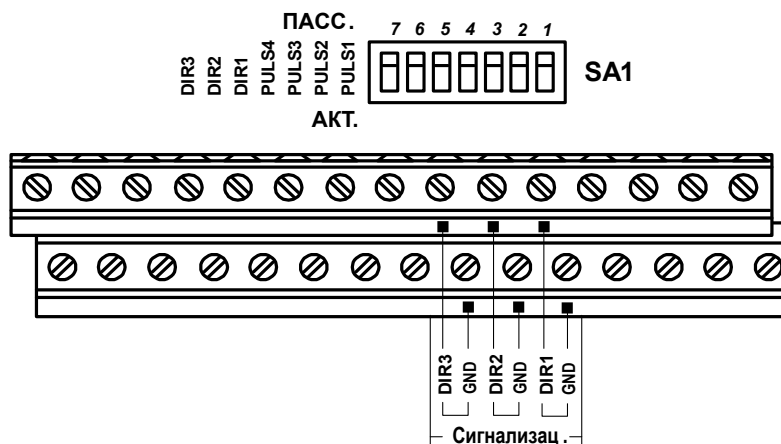 ПАСС.
7 6 5 4 3 2 1
DIR3
DIR2
DIR1
PULS4
PULS3
PULS2
PULS1
SA1
АКТ.
DIR3
GND
DIR2
GND
DIR1
GND
Сигнализац .